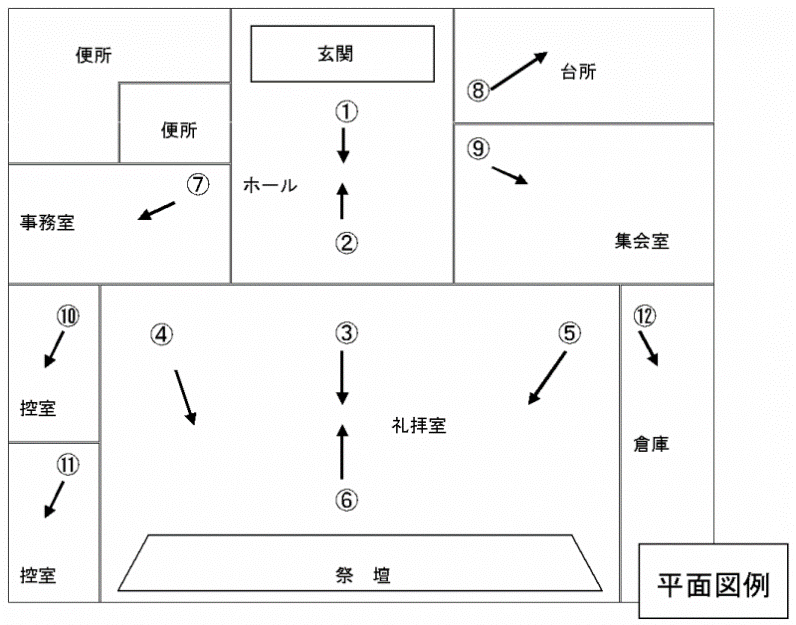 便所
玄関
台所
⑧
①
便所
⑨
⑦
ホール
事務室
②
集会室
⑩
④
③
⑤
⑫
控室
礼拝室
倉庫
⑪
⑥
控室
祭 壇
平面図例